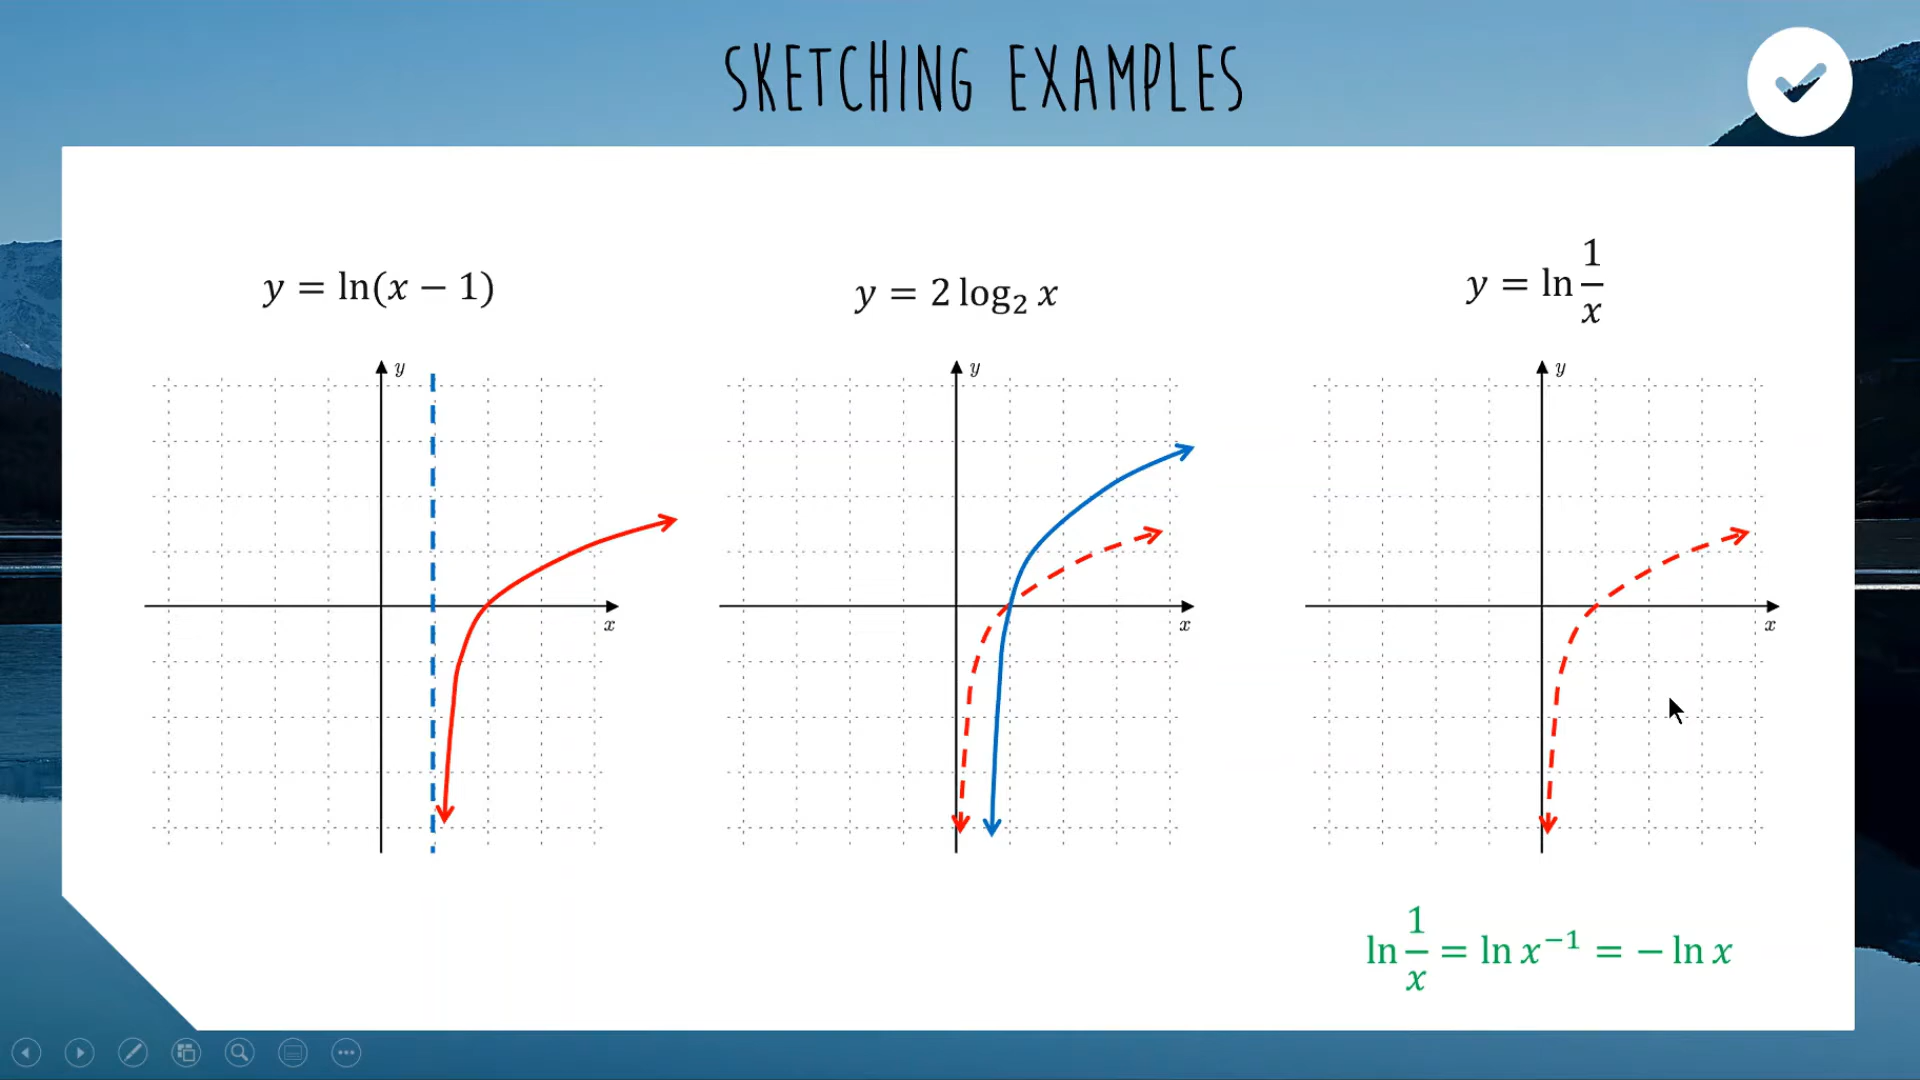 SKETCHING EXAMPLES
y = ln(x − 1)
y = 2 log₂ x
y = ln 1/x
y
x
y
x
y
x
ln 1/x = ln x⁻¹ = − ln x